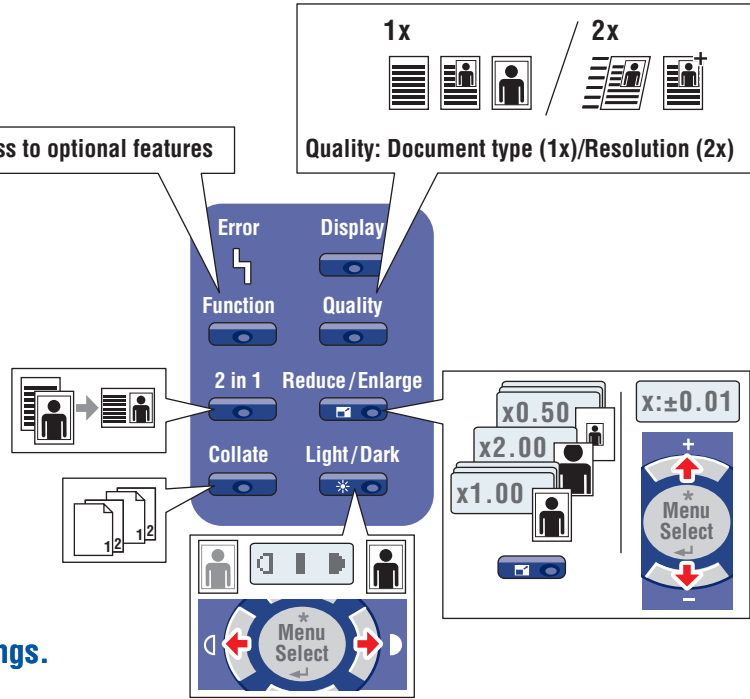 1x / 2x
Quality: Document type (1x)/Resolution (2x)
to optional features
Error Display
Function Quality
2 in 1 Reduce/Enlarge
Collate Light/Dark
x0.50
x2.00
x1.00
x:±0.01
+
*
Menu
Select
−
1 2 1 2
*
Menu
Select